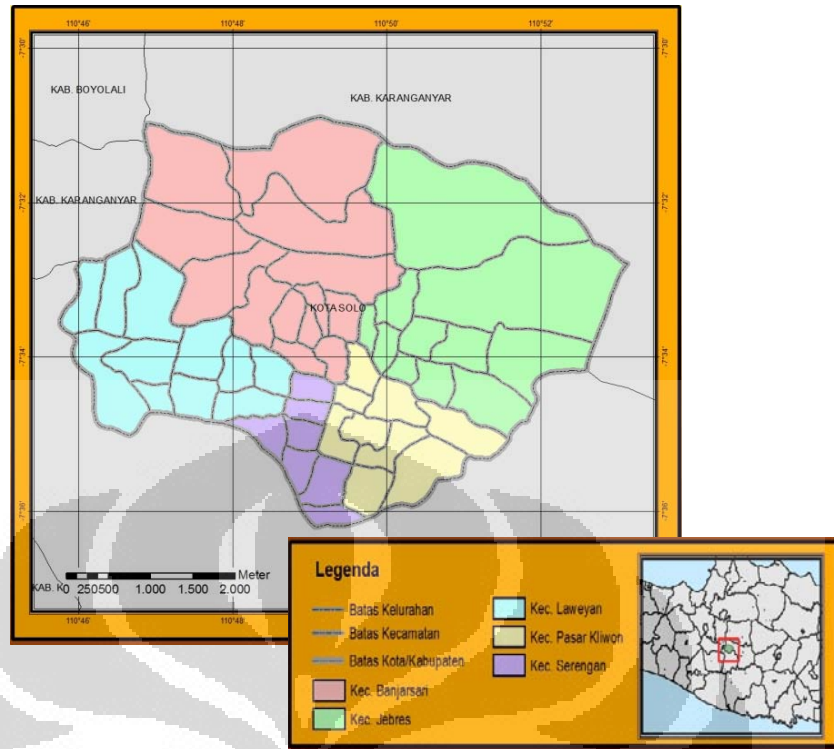 110°46' 110°48' 110°50' 110°52'
-7°30' -7°30'
KAB. BOYOLALI
KAB. KARANGANYAR
KAB. KARANGANYAR
-7°32' -7°32'
KOTA SOLO
-7°34' -7°34'
-7°36' -7°36'
KAB. K
Meter
0 250 500 1.000 1.500 2.000
110°46' 110°48'
Legenda
Batas Kelurahan
Batas Kecamatan
Batas Kota/Kabupaten
Kec. Banjarsari
Kec. Jebres
Kec. Laweyan
Kec. Pasar Kliwon
Kec. Serengan